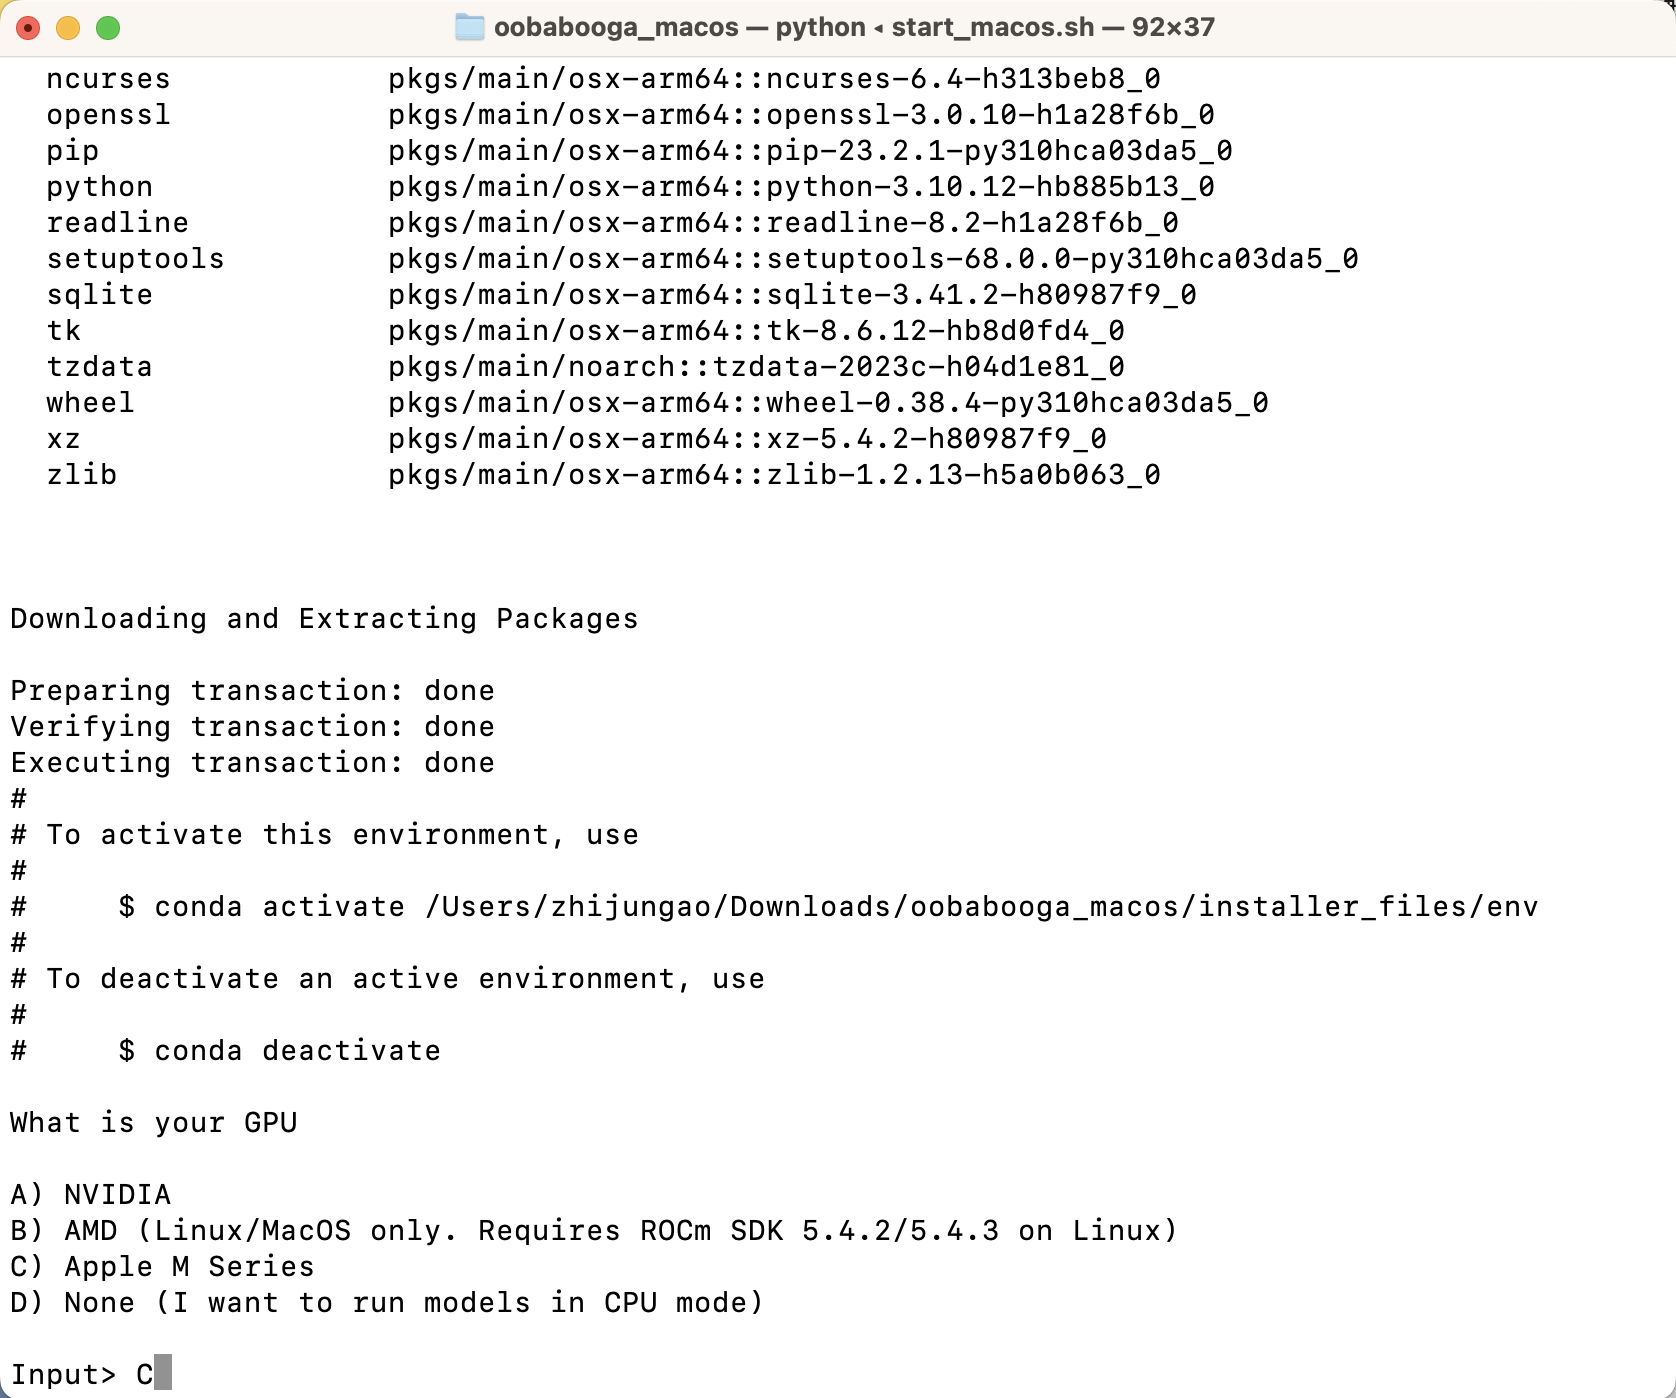 oobabooga_macos — python ◂ start_macos.sh — 92×37
ncurses pkgs/main/osx-arm64::ncurses-6.4-h313beb8_0
openssl pkgs/main/osx-arm64::openssl-3.0.10-h1a28f6b_0
pip pkgs/main/osx-arm64::pip-23.2.1-py310hca03da5_0
python pkgs/main/osx-arm64::python-3.10.12-hb885b13_0
readline pkgs/main/osx-arm64::readline-8.2-h1a28f6b_0
setuptools pkgs/main/osx-arm64::setuptools-68.0.0-py310hca03da5_0
sqlite pkgs/main/osx-arm64::sqlite-3.41.2-h80987f9_0
tk pkgs/main/osx-arm64::tk-8.6.12-hb8d0fd4_0
tzdata pkgs/main/noarch::tzdata-2023c-h04d1e81_0
wheel pkgs/main/osx-arm64::wheel-0.38.4-py310hca03da5_0
xz pkgs/main/osx-arm64::xz-5.4.2-h80987f9_0
zlib pkgs/main/osx-arm64::zlib-1.2.13-h5a0b063_0
Downloading and Extracting Packages
Preparing transaction: done
Verifying transaction: done
Executing transaction: done
#
# To activate this environment, use
#
#     $ conda activate /Users/zhijungao/Downloads/oobabooga_macos/installer_files/env
#
# To deactivate an active environment, use
#
#     $ conda deactivate
What is your GPU
A) NVIDIA
B) AMD (Linux/MacOS only. Requires ROCm SDK 5.4.2/5.4.3 on Linux)
C) Apple M Series
D) None (I want to run models in CPU mode)
Input> C